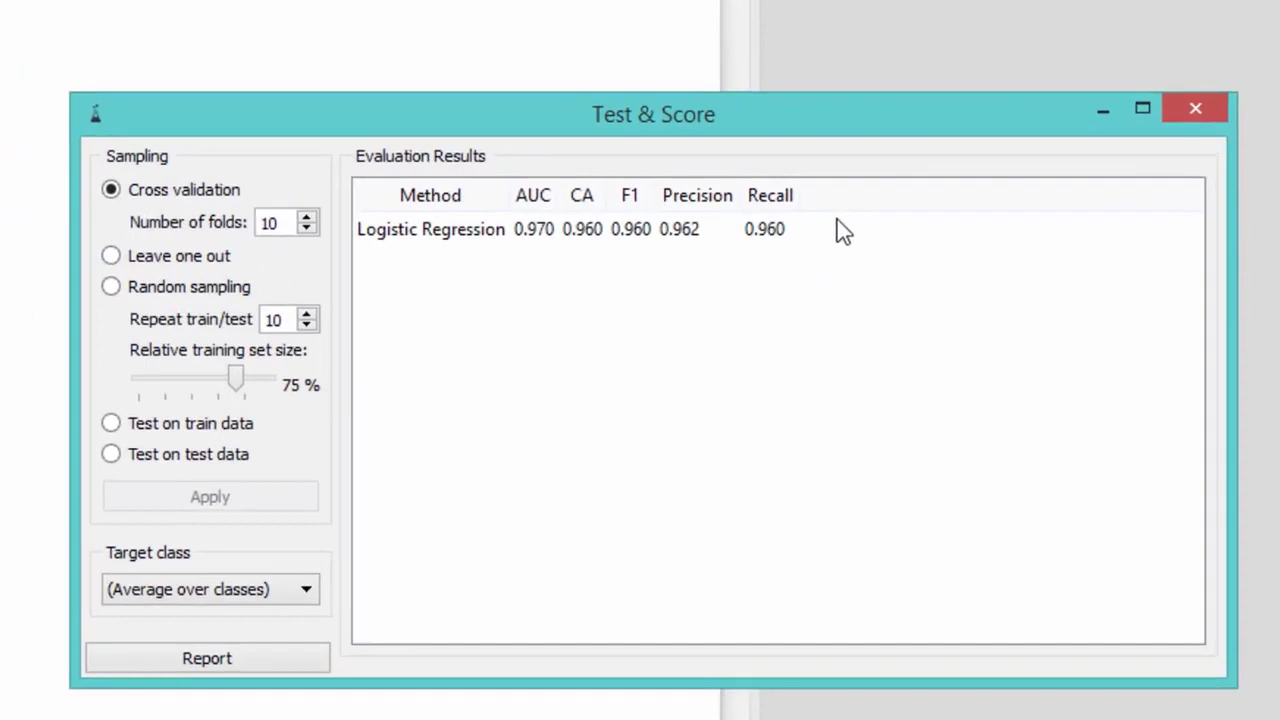 Test & Score
Sampling
Cross validation
Number of folds: 10
Leave one out
Random sampling
Repeat train/test 10
Relative training set size:
75 %
Test on train data
Test on test data
Apply
Target class
(Average over classes)
Report
Evaluation Results
Method AUC CA F1 Precision Recall
Logistic Regression 0.970 0.960 0.960 0.962 0.960